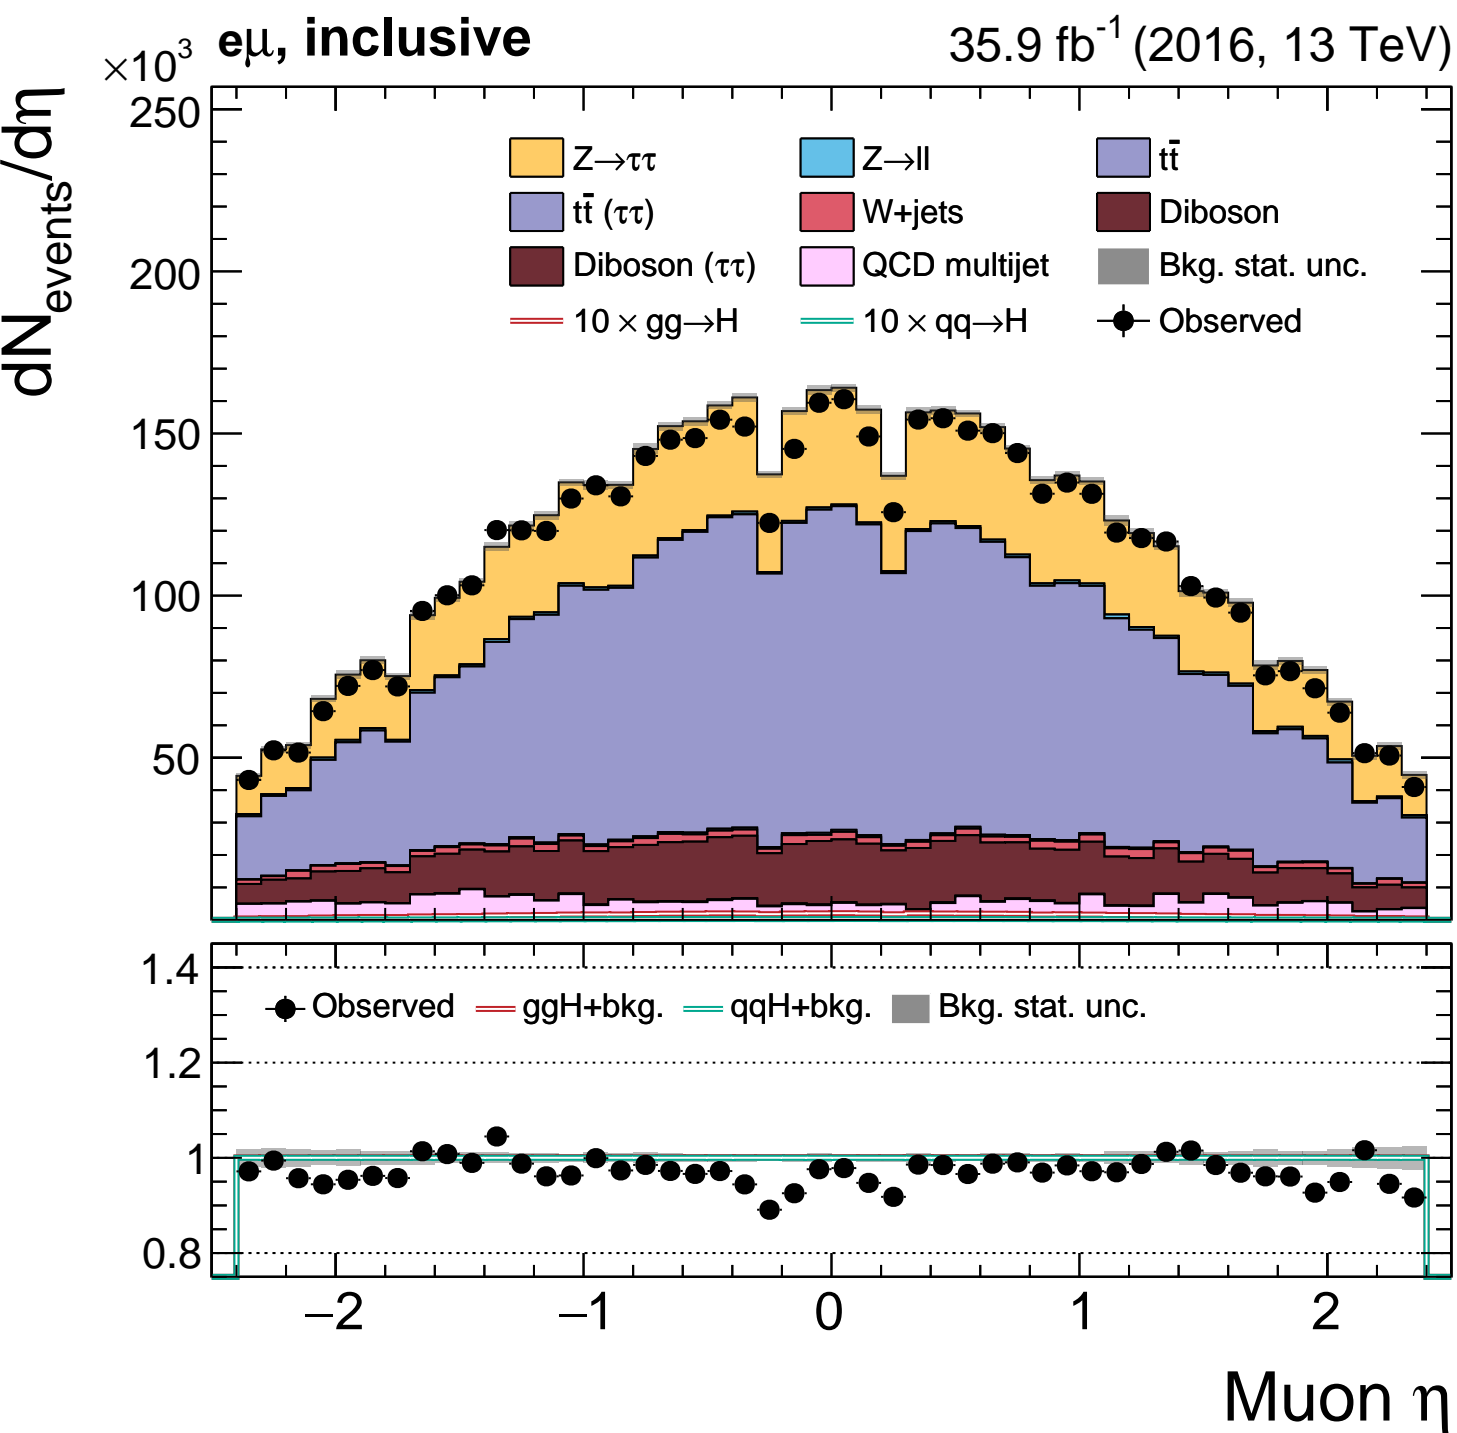 ×10³ eμ, inclusive 35.9 fb⁻¹ (2016, 13 TeV)
dN_events/dη
250
200
150
100
50
Z→ττ Z→ll tt̄
tt̄ (ττ) W+jets Diboson
Diboson (ττ) QCD multijet Bkg. stat. unc.
10 × gg→H 10 × qq→H Observed
1.4
1.2
1
0.8
Observed ggH+bkg. qqH+bkg. Bkg. stat. unc.
−2 −1 0 1 2
Muon η